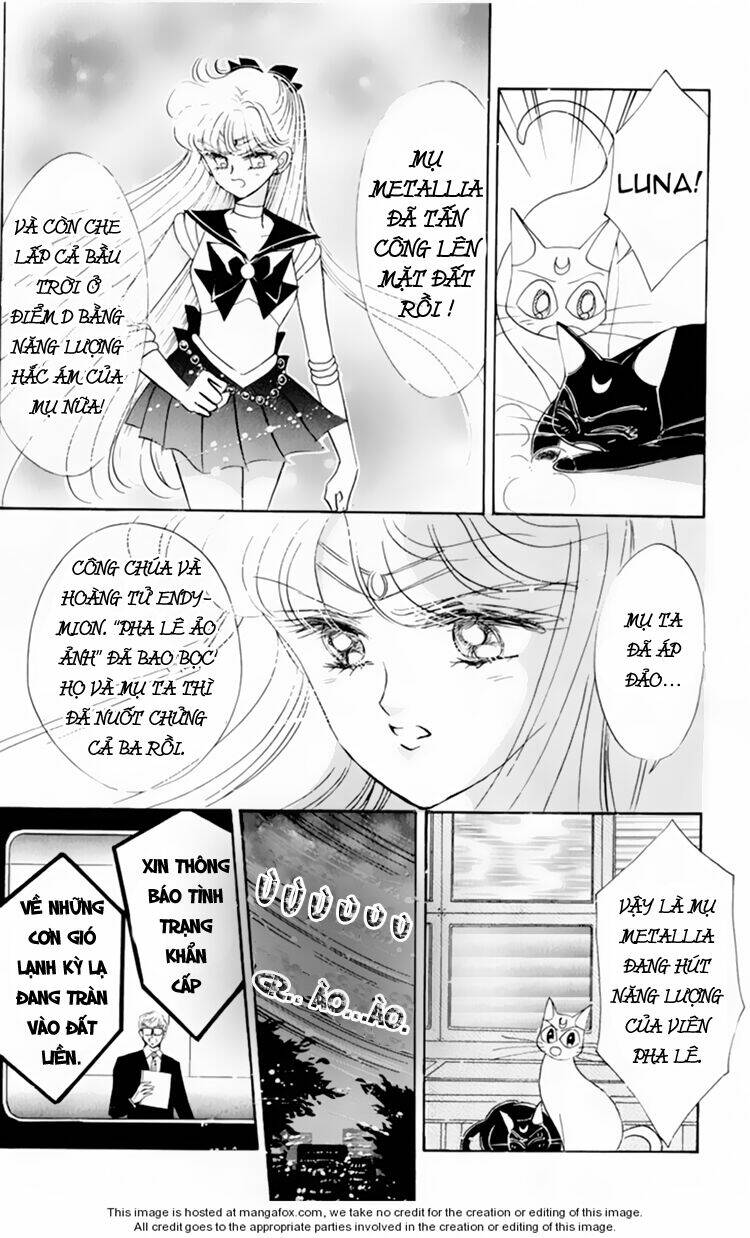 LUNA!
MỤ
METALLIA
ĐÃ TẤN
CÔNG LÊN
MẶT ĐẤT
RỒI !
VÀ CÒN CHE
LẤP CẢ BẦU
TRỜI Ở
ĐIỂM D BẰNG
NĂNG LƯỢNG
HẮC ÁM CỦA
MỤ NỮA!
MỤ TA
ĐÃ ÁP
ĐẢO...
CÔNG CHÚA VÀ
HOÀNG TỬ ENDY-
MION. "PHA LÊ ẢO
ẢNH" ĐÃ BAO BỌC
HỌ VÀ MỤ TA THÌ
ĐÃ NUỐT CHỬNG
CẢ BA RỒI.
VẬY LÀ MỤ
METALLIA
ĐANG HÚT
NĂNG LƯỢNG
CỦA VIÊN
PHA LÊ.
ÙÙÙÙÙÙ
GR.. ÀO...ÀO.
XIN THÔNG
BÁO TÌNH
TRẠNG
KHẨN
CẤP
VỀ NHỮNG
CƠN GIÓ
LẠNH KỲ LẠ
ĐANG TRÀN
VÀO ĐẤT
LIỀN.
This image is hosted at mangafox.com, we take no credit for the creation or editing of this image.
All credit goes to the appropriate parties involved in the creation or editing of this image.